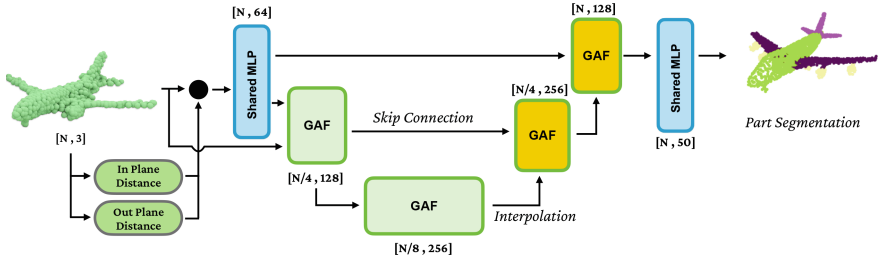 [N , 3]
In Plane
Distance
Out Plane
Distance
[N , 64]
Shared MLP
GAF
[N/4 , 128]
Skip Connection
GAF
[N/8 , 256]
Interpolation
[N/4 , 256]
GAF
[N , 128]
GAF
Shared MLP
[N , 50]
Part Segmentation